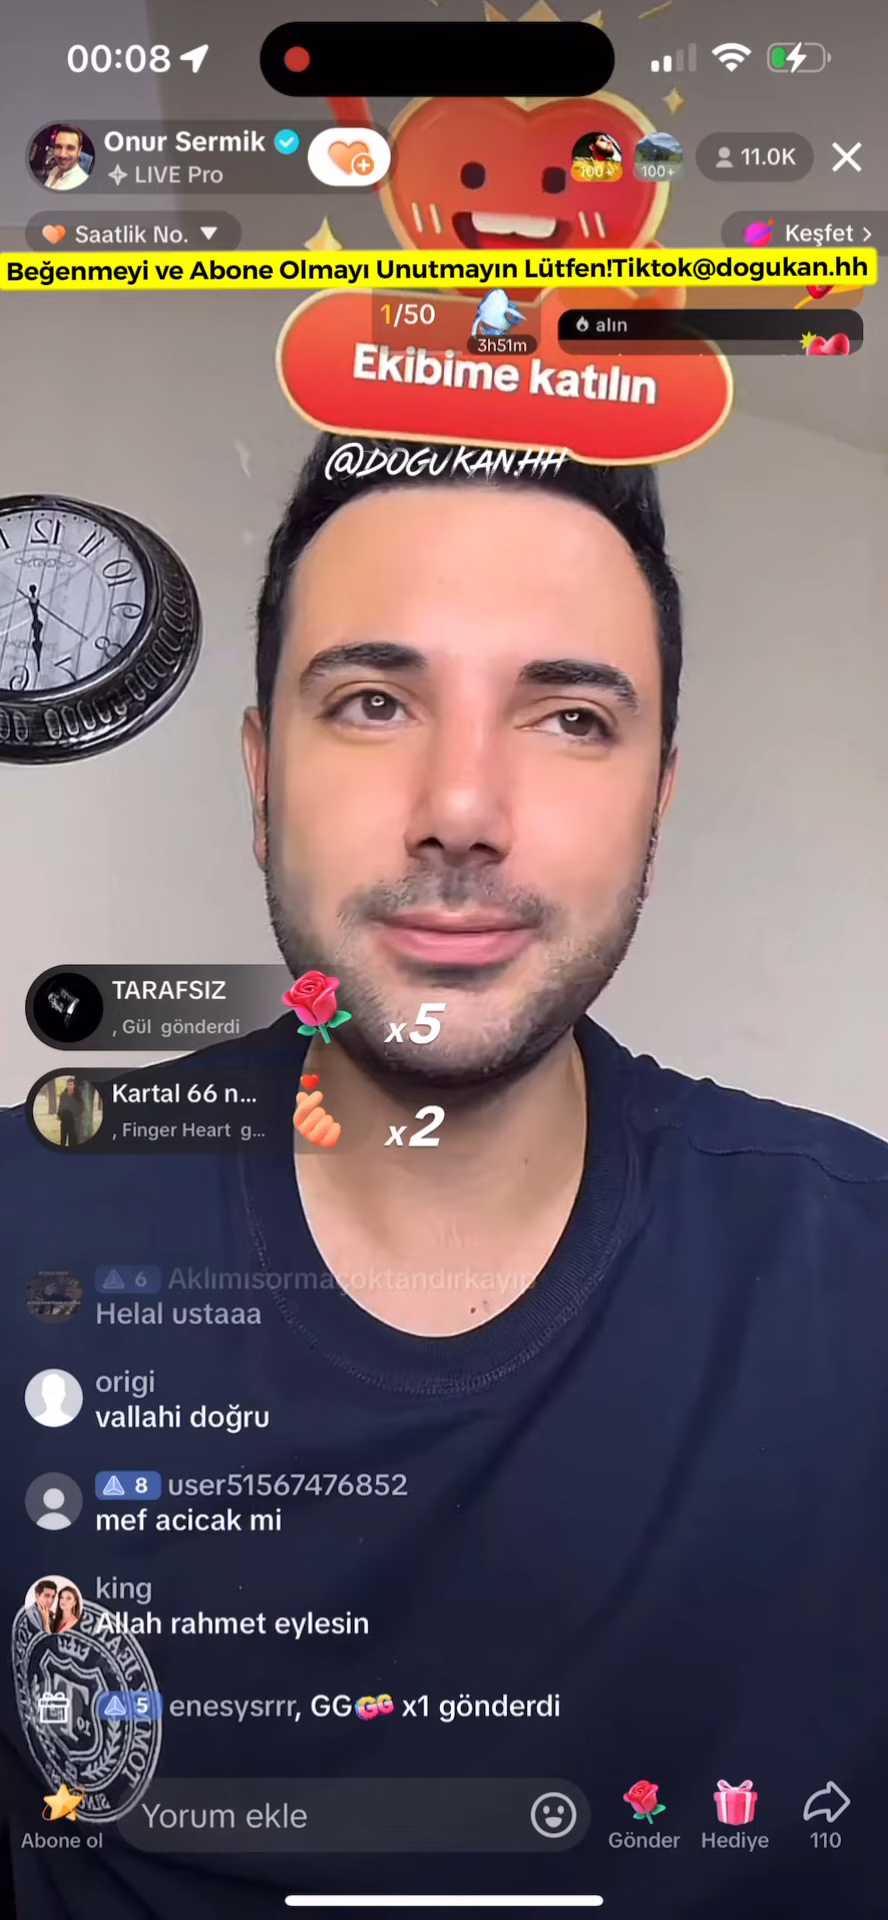 00:08
Onur Sermik
LIVE Pro
100+
100+
11.0K
Saatlik No.
Keşfet >
Beğenmeyi ve Abone Olmayı Unutmayın Lütfen!Tiktok@dogukan.hh
1/50
3h51m
alın
Ekibime katılın
@DOGUKAN.HH
TARAFSIZ
, Gül gönderdi
x5
Kartal 66 n...
, Finger Heart g...
x2
6 Aklımısormaçoktandırkayıp
Helal ustaaa
origi
vallahi doğru
8 user51567476852
mef acicak mi
king
Allah rahmet eylesin
5 enesysrrr, GG x1 gönderdi
Yorum ekle
Abone ol
Gönder
Hediye
110